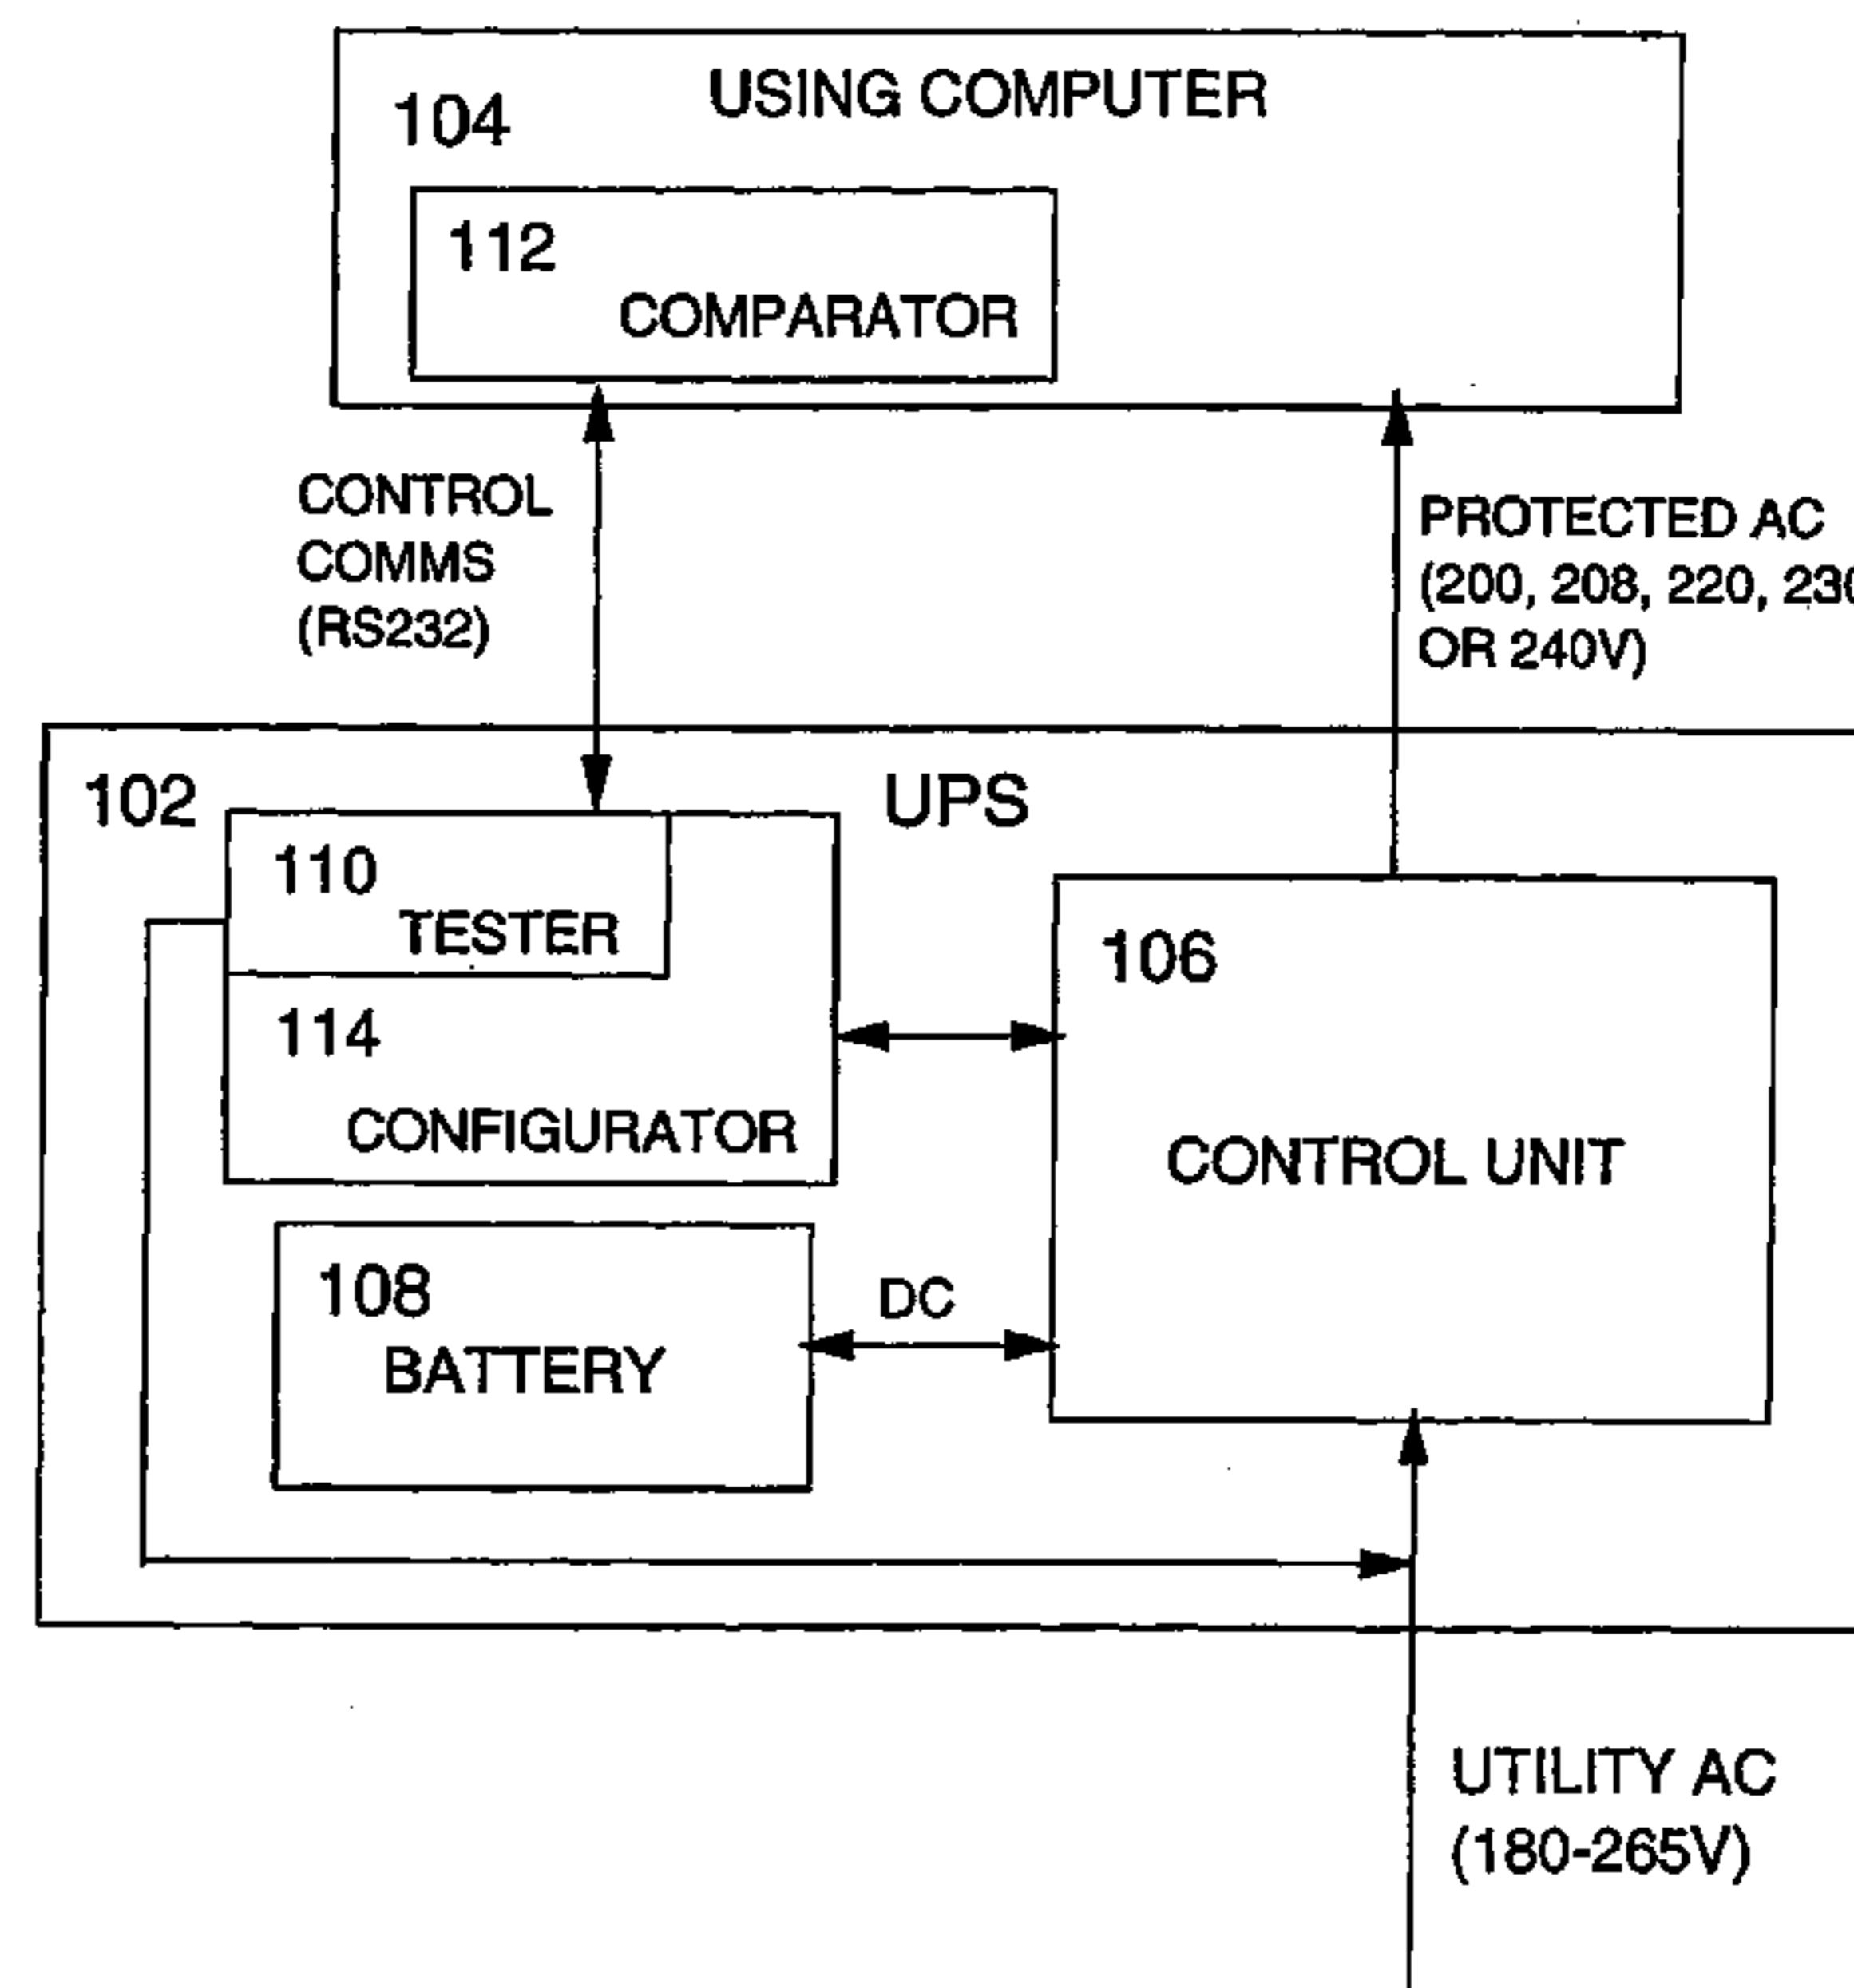 USING COMPUTER
104
112
COMPARATOR
CONTROL
COMMS
(RS232)
PROTECTED AC
(200, 208, 220, 230
OR 240V)
102
UPS
110
TESTER
114
CONFIGURATOR
106
CONTROL UNIT
108
BATTERY
DC
UTILITY AC
(180-265V)